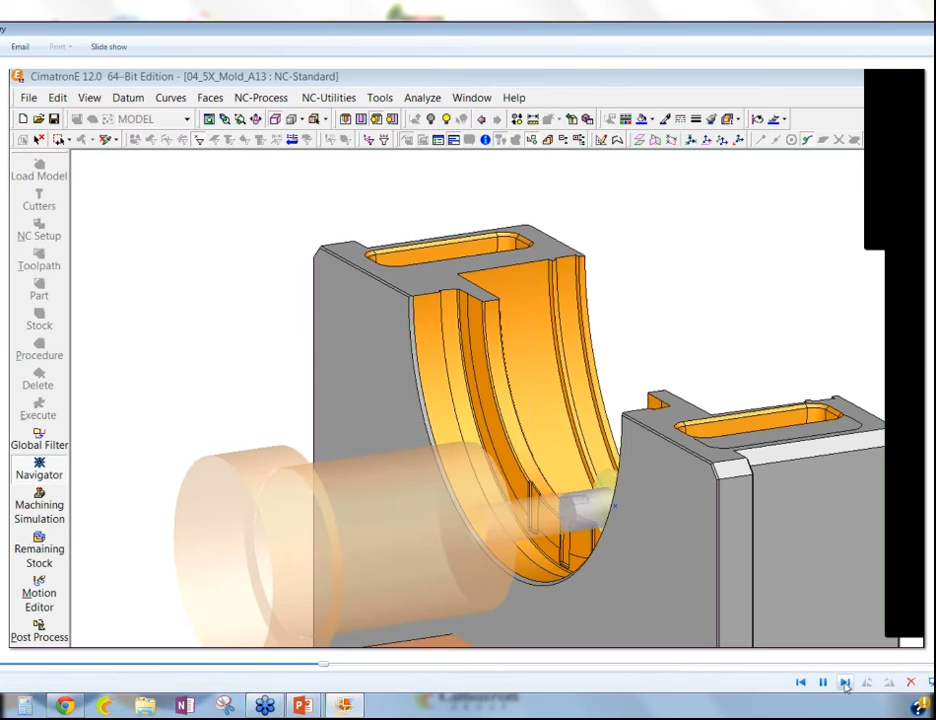 ry
Email Print Slide show
CimatronE 12.0 64-Bit Edition - [04_5X_Mold_A13 : NC-Standard]
File Edit View Datum Curves Faces NC-Process NC-Utilities Tools Analyze Window Help
MODEL
Load Model
Cutters
NC Setup
Toolpath
Part
Stock
Procedure
Delete
Execute
Global Filter
Navigator
Machining
Simulation
Remaining
Stock
Motion
Editor
Post Process